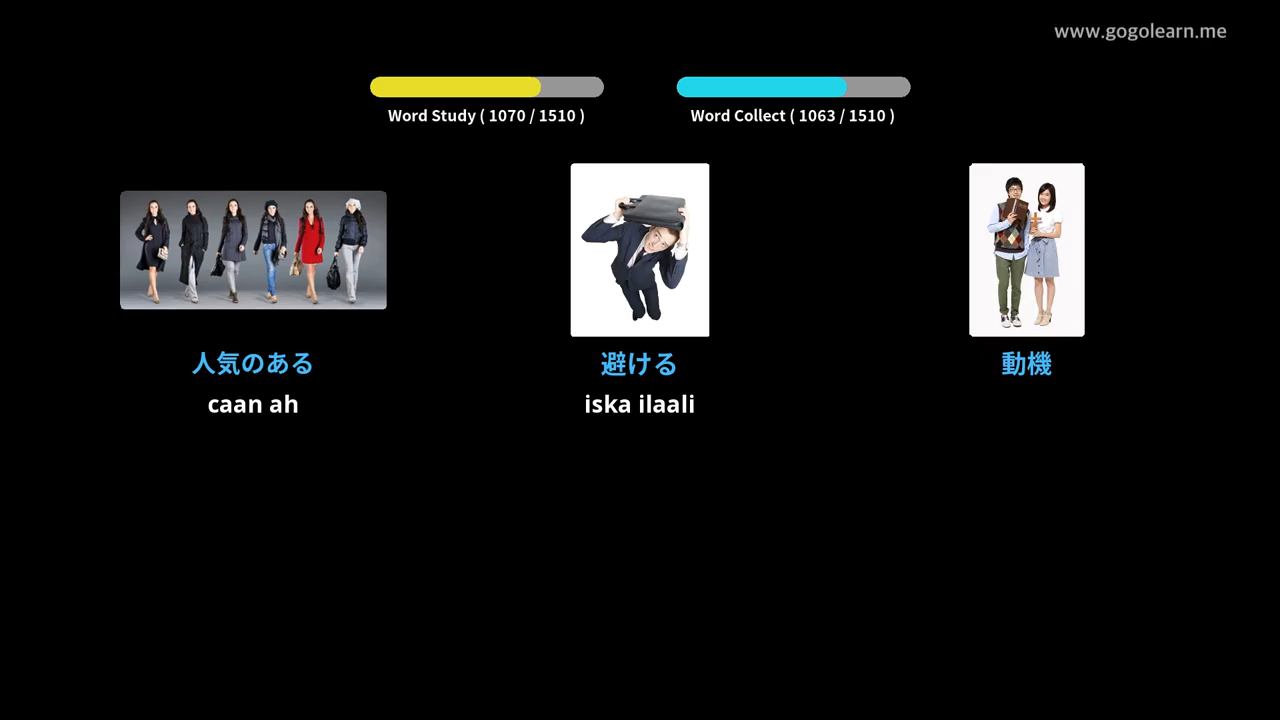 www.gogolearn.me
Word Study ( 1070 / 1510 )
Word Collect ( 1063 / 1510 )
人気のある
避ける
動機
caan ah
iska ilaali